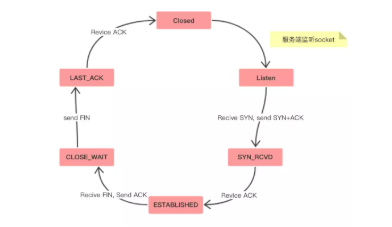 Closed
Revice ACK
服务端监听socket
LAST_ACK
Listen
send FIN
Recive SYN, send SYN+ACK
CLOSE_WAIT
SYN_RCVD
Recive FIN, Send ACK
Revice ACK
ESTABLISHED